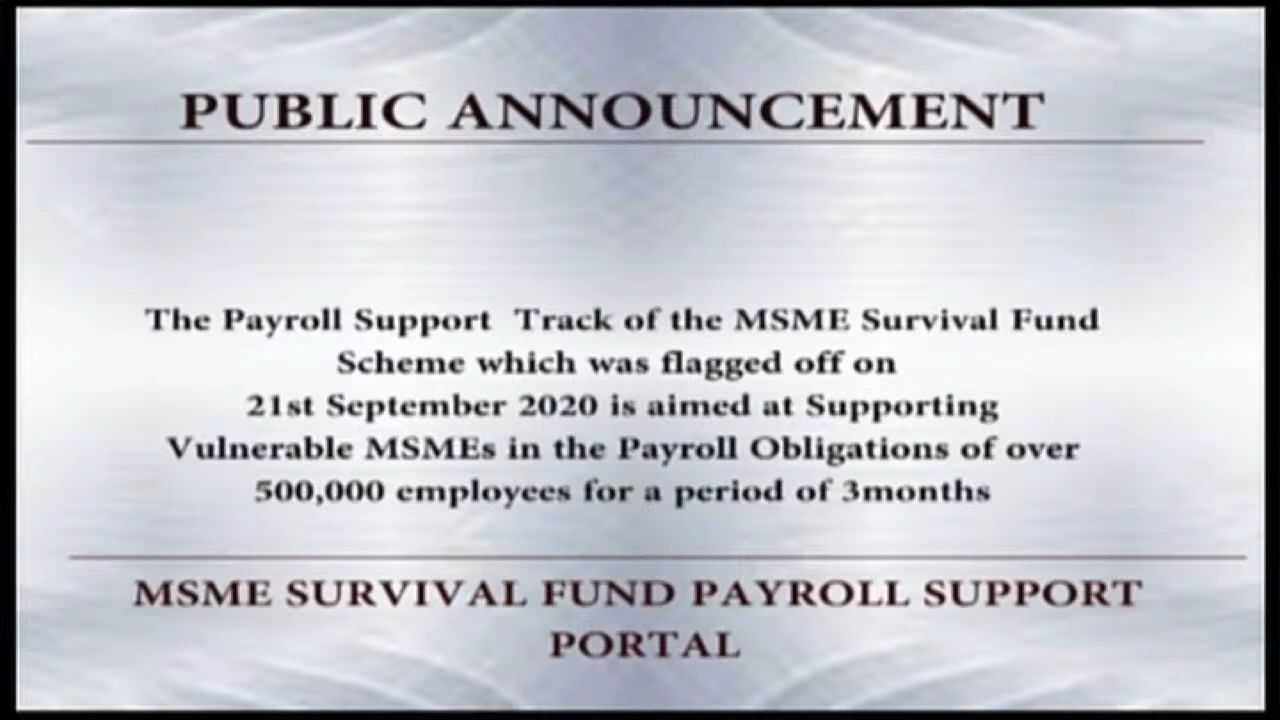 PUBLIC ANNOUNCEMENT
The Payroll Support Track of the MSME Survival Fund
Scheme which was flagged off on
21st September 2020 is aimed at Supporting
Vulnerable MSMEs in the Payroll Obligations of over
500,000 employees for a period of 3months
MSME SURVIVAL FUND PAYROLL SUPPORT
PORTAL